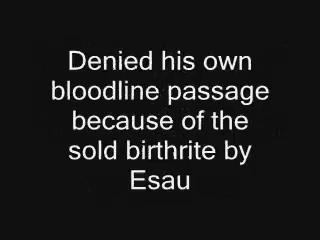 Denied his own
bloodline passage
because of the
sold birthrite by
Esau